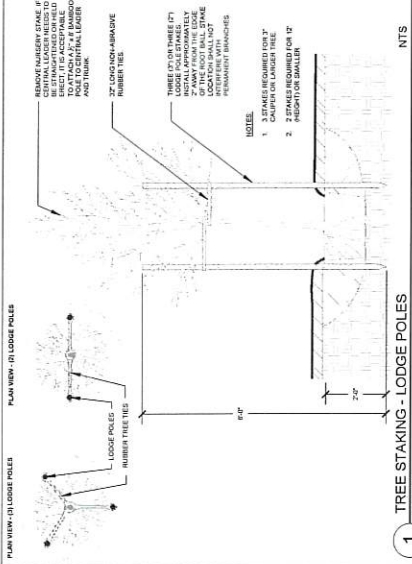 PLAN VIEW - (3) LODGE POLES
PLAN VIEW - (2) LODGE POLES
LODGE POLES
RUBBER TREE TIES
REMOVE NURSERY STAKE. IF
CENTRAL LEADER NEEDS TO
BE STRAIGHTENED OR HELD
ERECT, IT IS ACCEPTABLE
TO ATTACH A ½" x 8' BAMBOO
POLE TO CENTRAL LEADER
AND TRUNK.
32" LONG NON-ABRASIVE
RUBBER TIES
THREE (3") OR THREE (2")
LODGE POLE STAKES.
INSTALL APPROXIMATELY
2" AWAY FROM THE EDGE
OF THE ROOT BALL. STAKE
LOCATION SHALL NOT
INTERFERE WITH
PERMANENT BRANCHES
NOTES:
1. 3 STAKES REQUIRED FOR 3"
CALIPER OR LARGER TREE.
2. 2 STAKES REQUIRED FOR 12'
(HEIGHT) OR SMALLER
2'-0"
1
TREE STAKING - LODGE POLES
NTS